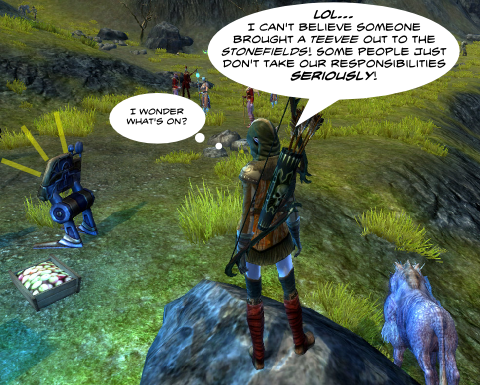 LOL...
I CAN'T BELIEVE SOMEONE
BROUGHT A TEEVEE OUT TO THE
STONEFIELDS! SOME PEOPLE JUST
DON'T TAKE OUR RESPONSIBILITIES
SERIOUSLY!
I WONDER
WHAT'S ON?